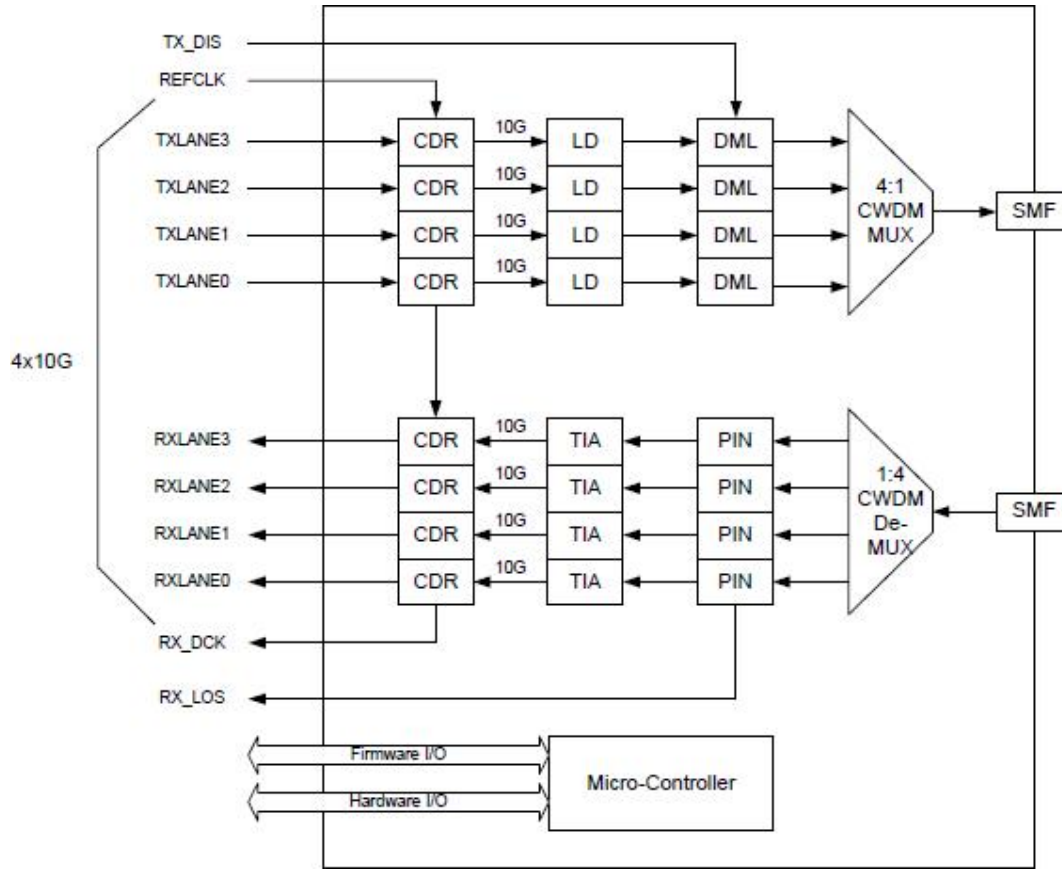 TX_DIS
REFCLK
TXLANE3
CDR
10G
LD
DML
TXLANE2
CDR
10G
LD
DML
TXLANE1
CDR
10G
LD
DML
TXLANE0
CDR
10G
LD
DML
4:1
CWDM
MUX
SMF
4x10G
RXLANE3
CDR
10G
TIA
PIN
RXLANE2
CDR
10G
TIA
PIN
RXLANE1
CDR
10G
TIA
PIN
RXLANE0
CDR
10G
TIA
PIN
1:4
CWDM
De-
MUX
SMF
RX_DCK
RX_LOS
Firmware I/O
Hardware I/O
Micro-Controller